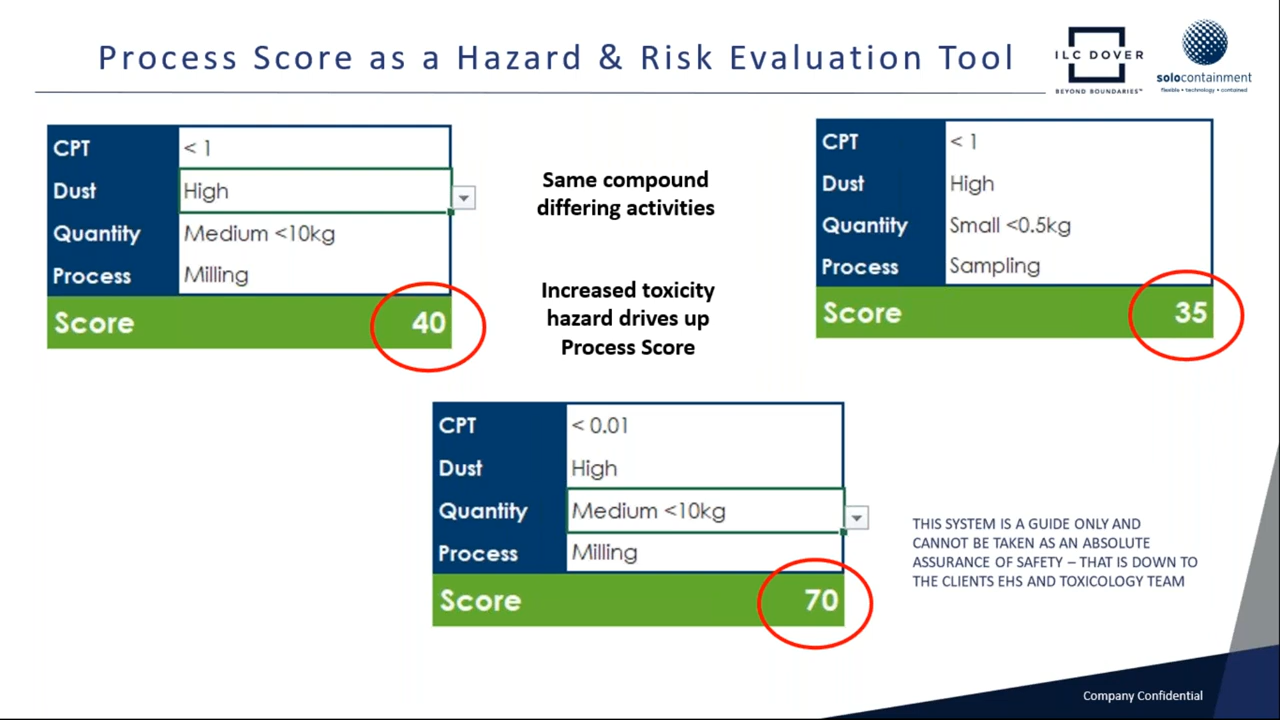 Process Score as a Hazard & Risk Evaluation Tool
ILC DOVER
BEYOND BOUNDARIES™
solocontainment
flexible • technology • contained
CPT < 1
Dust High
Quantity Medium <10kg
Process Milling
Score 40
Same compound
differing activities
Increased toxicity
hazard drives up
Process Score
CPT < 1
Dust High
Quantity Small <0.5kg
Process Sampling
Score 35
CPT < 0.01
Dust High
Quantity Medium <10kg
Process Milling
Score 70
THIS SYSTEM IS A GUIDE ONLY AND
CANNOT BE TAKEN AS AN ABSOLUTE
ASSURANCE OF SAFETY – THAT IS DOWN TO
THE CLIENTS EHS AND TOXICOLOGY TEAM
Company Confidential